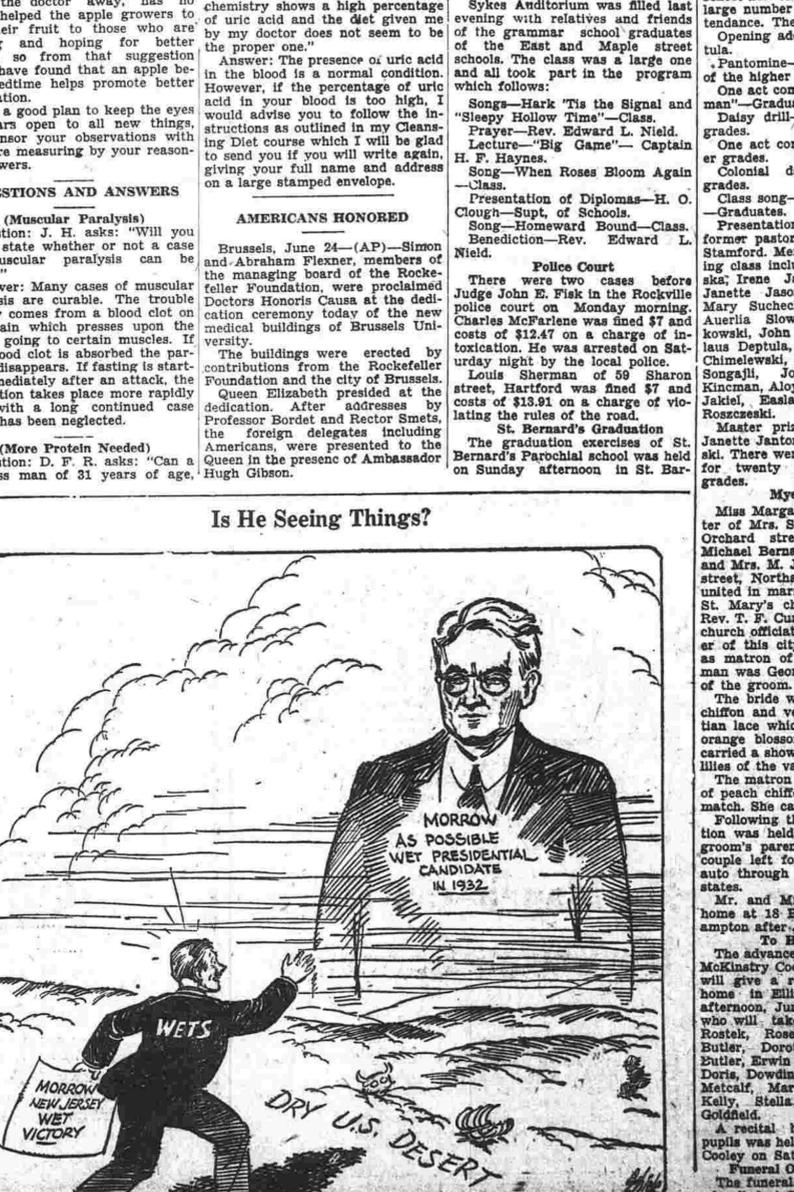 the doctor away, has no
helped the apple growers to
their fruit to those who are
and hoping for better
so from that suggestion
have found that an apple be-
edtime helps promote better
ation.
a good plan to keep the eyes
ars open to all new things,
nsor your observations with
re measuring by your reason-
wers.
STIONS AND ANSWERS
(Muscular Paralysis)
tion: J. H. asks: "Will you
state whether or not a case
uscular paralysis can be
"
wer: Many cases of muscular
sis are curable. The trouble
comes from a blood clot on
ain which presses upon the
going to certain muscles. If
ood clot is absorbed the par-
disappears. If fasting is start-
mediately after an attack, the
tion takes place more rapidly
with a long continued case
has been neglected.
(More Protein Needed)
tion: D. F. R. asks: "Can a
ss man of 31 years of age,
chemistry shows a high percentage
of uric acid and the diet given me
by my doctor does not seem to be
the proper one."
Answer: The presence of uric acid
in the blood is a normal condition.
However, if the percentage of uric
acid in your blood is too high, I
would advise you to follow the in-
structions as outlined in my Cleans-
ing Diet course which I will be glad
to send you if you will write again,
giving your full name and address
on a large stamped envelope.
AMERICANS HONORED
Brussels, June 24—(AP)—Simon
and Abraham Flexner, members of
the managing board of the Rocke-
feller Foundation, were proclaimed
Doctors Honoris Causa at the dedi-
cation ceremony today of the new
medical buildings of Brussels Uni-
versity.
The buildings were erected by
contributions from the Rockefeller
Foundation and the city of Brussels.
Queen Elizabeth presided at the
dedication. After addresses by
Professor Bordet and Rector Smets,
the foreign delegates including
Americans, were presented to the
Queen in the presenc of Ambassador
Hugh Gibson.
Sykes Auditorium was filled last
evening with relatives and friends
of the grammar school graduates
of the East and Maple street
schools. The class was a large one
and all took part in the program
which follows:
Songs—Hark 'Tis the Signal and
"Sleepy Hollow Time"—Class.
Prayer—Rev. Edward L. Nield.
Lecture—"Big Game"— Captain
H. F. Haynes.
Song—When Roses Bloom Again
—Class.
Presentation of Diplomas—H. O.
Clough—Supt. of Schools.
Song—Homeward Bound—Class.
Benediction—Rev. Edward L.
Nield.
Police Court
There were two cases before
Judge John E. Fisk in the Rockville
police court on Monday morning.
Charles McFarlene was fined $7 and
costs of $12.47 on a charge of in-
toxication. He was arrested on Sat-
urday night by the local police.
Louis Sherman of 59 Sharon
street, Hartford was fined $7 and
costs of $13.91 on a charge of vio-
lating the rules of the road.
St. Bernard's Graduation
The graduation exercises of St.
Bernard's Parochial school was held
on Sunday afternoon in St. Bar-
large number
tendance. The
Opening ad
tula.
Pantomine—
of the higher
One act co
man"—Gradu
Daisy drill—
grades.
One act co
er grades.
Colonial d
grades.
Class song—
—Graduates.
Presentatio
former pastor
Stamford. Me
ing class inclu
ska; Irene J
Janette Jaso
Mary Suchec
Auerlia Slow
kowski, John
laus Deptula,
Chimelewski,
Songajli, Jo
Kincman, Aloy
Jakiel, Easla
Roszczeski.
Master priz
Janette Janto
ski. There wer
for twenty
grades.
Mye
Miss Marga
ter of Mrs. S
Orchard stre
Michael Berna
and Mrs. M. J
street, Northa
united in mar
St. Mary's ch
Rev. T. F. Cu
church officiat
er of this city
as matron of
man was Geor
of the groom.
The bride w
chiffon and ve
tian lace whic
orange blosso
carried a show
lilies of the va
The matron
of peach chiff
match. She ca
Following th
tion was held
groom's paren
couple left fo
auto through
states.
Mr. and M
home at 18
ampton after
To H
The advance
McKinstry Co
will give a r
home in Elli
afternoon, Ju
who will tak
Rostek, Rose
Butler, Doro
Butler, Erwin
Doris, Dowdin
Metcalf, Mar
Kelly, Stella
Goldfield.
A recital
pupils was hel
Cooley on Sat
Funeral O
The funeral
Is He Seeing Things?
MORROW
AS POSSIBLE
WET PRESIDENTIAL
CANDIDATE
IN 1932
WETS
MORROW
NEW JERSEY
WET
VICTORY
DRY U.S. DESERT